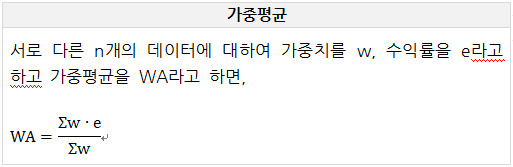 가중평균
서로 다른 n개의 데이터에 대하여 가중치를 w, 수익률을 e라고
하고 가중평균을 WA라고 하면,
WA = Σw · e / Σw